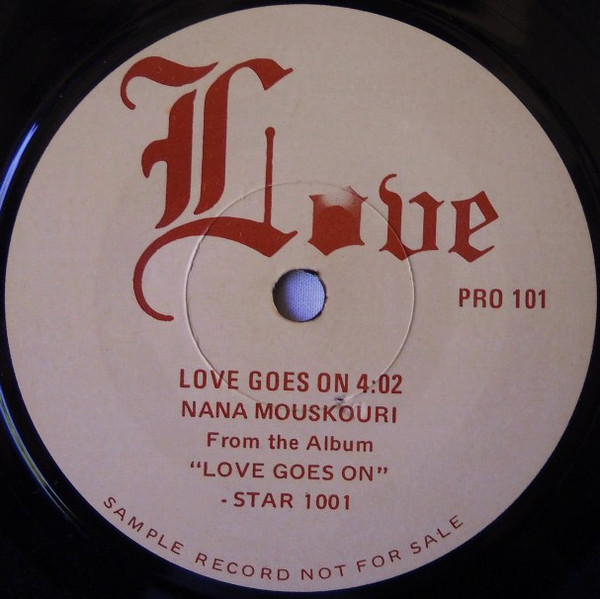 Love
PRO 101
LOVE GOES ON 4:02
NANA MOUSKOURI
From the Album
“LOVE GOES ON”
- STAR 1001
SAMPLE RECORD NOT FOR SALE